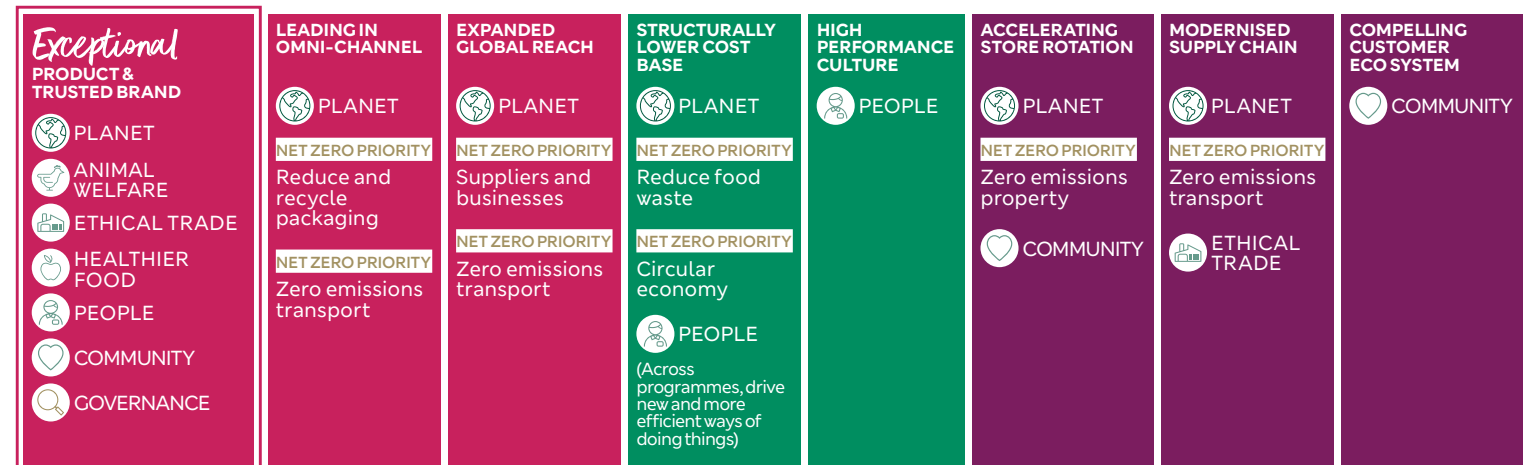 Exceptional
PRODUCT &
TRUSTED BRAND
PLANET
ANIMAL
WELFARE
ETHICAL TRADE
HEALTHIER
FOOD
PEOPLE
COMMUNITY
GOVERNANCE
LEADING IN
OMNI-CHANNEL
PLANET
NET ZERO PRIORITY
Reduce and
recycle
packaging
NET ZERO PRIORITY
Zero emissions
transport
EXPANDED
GLOBAL REACH
PLANET
NET ZERO PRIORITY
Suppliers and
businesses
NET ZERO PRIORITY
Zero emissions
transport
STRUCTURALLY
LOWER COST
BASE
PLANET
NET ZERO PRIORITY
Reduce food
waste
NET ZERO PRIORITY
Circular
economy
PEOPLE
(Across
programmes, drive
new and more
efficient ways of
doing things)
HIGH
PERFORMANCE
CULTURE
PEOPLE
ACCELERATING
STORE ROTATION
PLANET
NET ZERO PRIORITY
Zero emissions
property
COMMUNITY
MODERNISED
SUPPLY CHAIN
PLANET
NET ZERO PRIORITY
Zero emissions
transport
ETHICAL
TRADE
COMPELLING
CUSTOMER
ECO SYSTEM
COMMUNITY